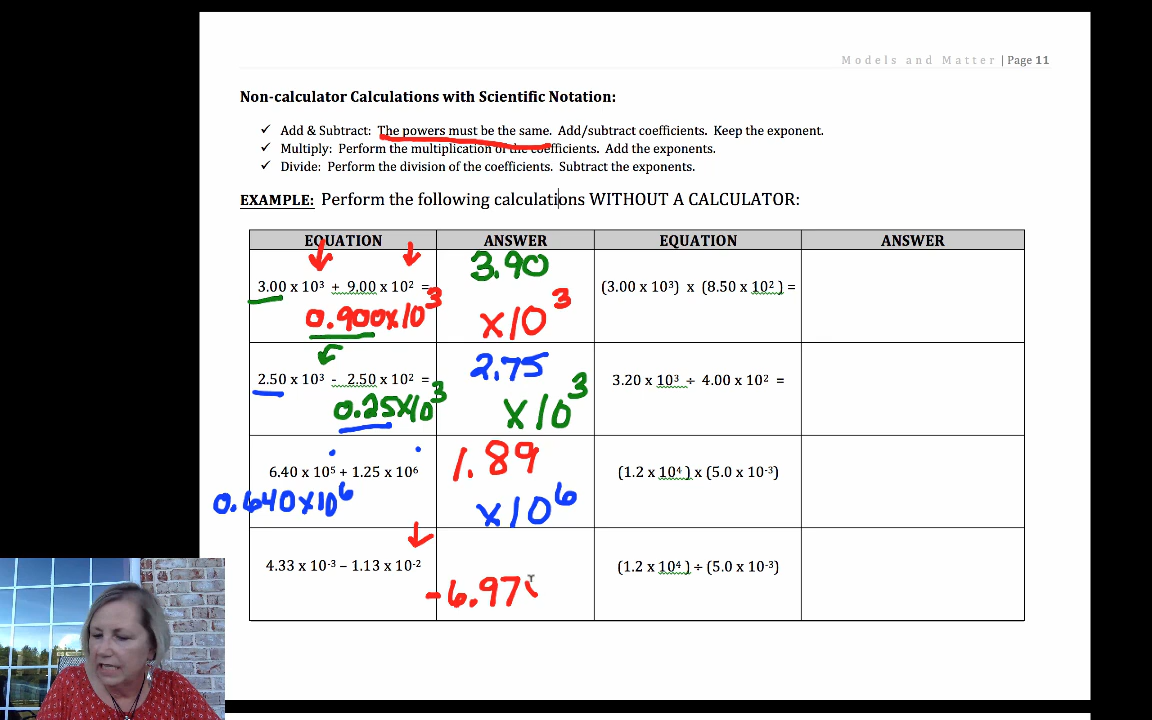 Models and Matter | Page 11
Non-calculator Calculations with Scientific Notation:
✓ Add & Subtract: The powers must be the same. Add/subtract coefficients. Keep the exponent.
✓ Multiply: Perform the multiplication of the coefficients. Add the exponents.
✓ Divide: Perform the division of the coefficients. Subtract the exponents.
EXAMPLE: Perform the following calculations WITHOUT A CALCULATOR:
EQUATION ANSWER EQUATION ANSWER
3.90
3.00 x 10³ + 9.00 x 10² = (3.00 x 10³) x (8.50 x 10² ) =
0.900x10³ x10³
2.75
2.50 x 10³ - 2.50 x 10² = 3.20 x 10³ ÷ 4.00 x 10² =
0.25x10³ x10³
1.89
6.40 x 10⁵ + 1.25 x 10⁶ (1.2 x 10⁴ ) x (5.0 x 10⁻³)
0.640x10⁶ x10⁶
4.33 x 10⁻³ – 1.13 x 10⁻² (1.2 x 10⁴ ) ÷ (5.0 x 10⁻³)
-6.97